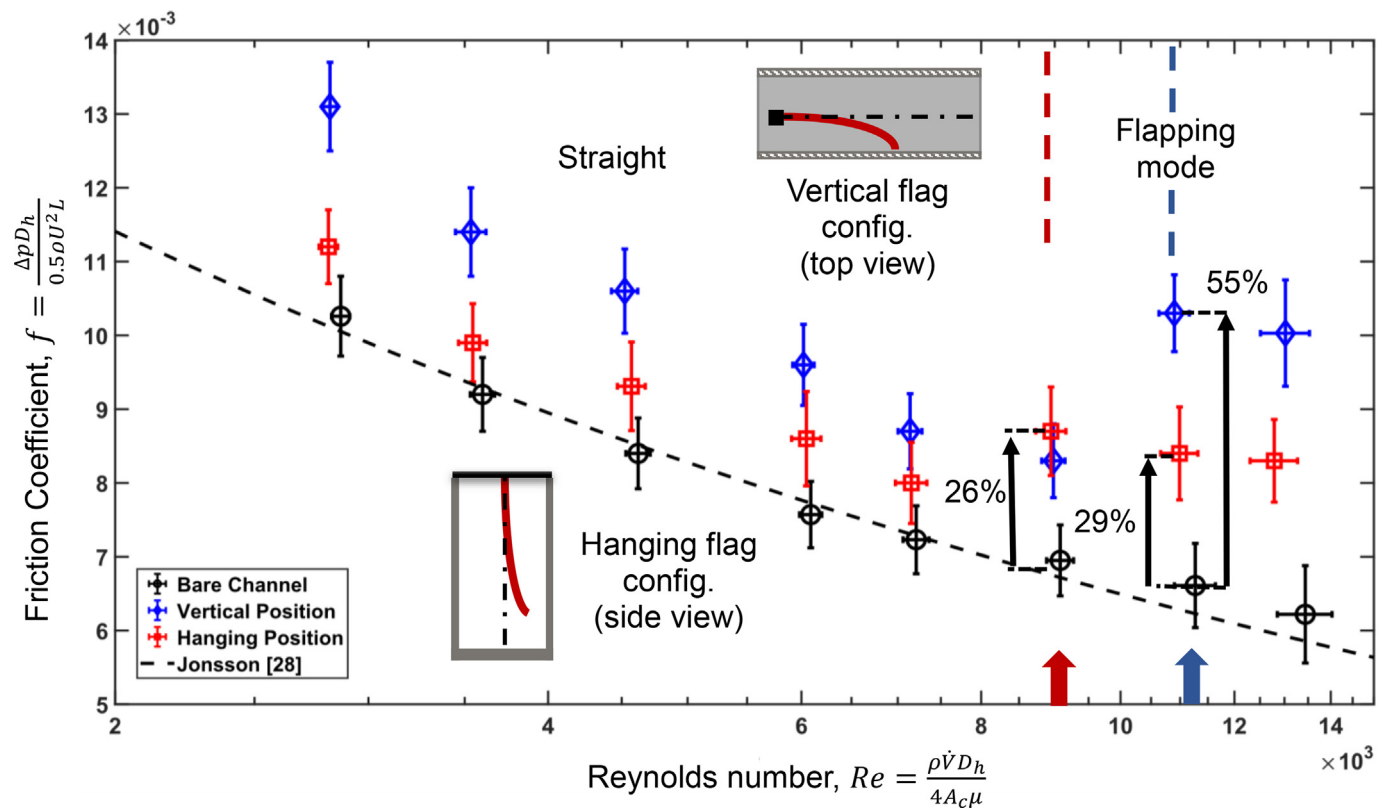 ×10⁻³
14
13
12
11
10
9
8
7
6
5
Friction Coefficient, f = ΔpD_h / 0.5ρU²L
Straight
Vertical flag
config.
(top view)
Flapping
mode
55%
26%
29%
Hanging flag
config.
(side view)
Bare Channel
Vertical Position
Hanging Position
Jonsson [28]
2 4 6 8 10 12 14
×10³
Reynolds number, Re = ρV̇D_h / 4A_cμ